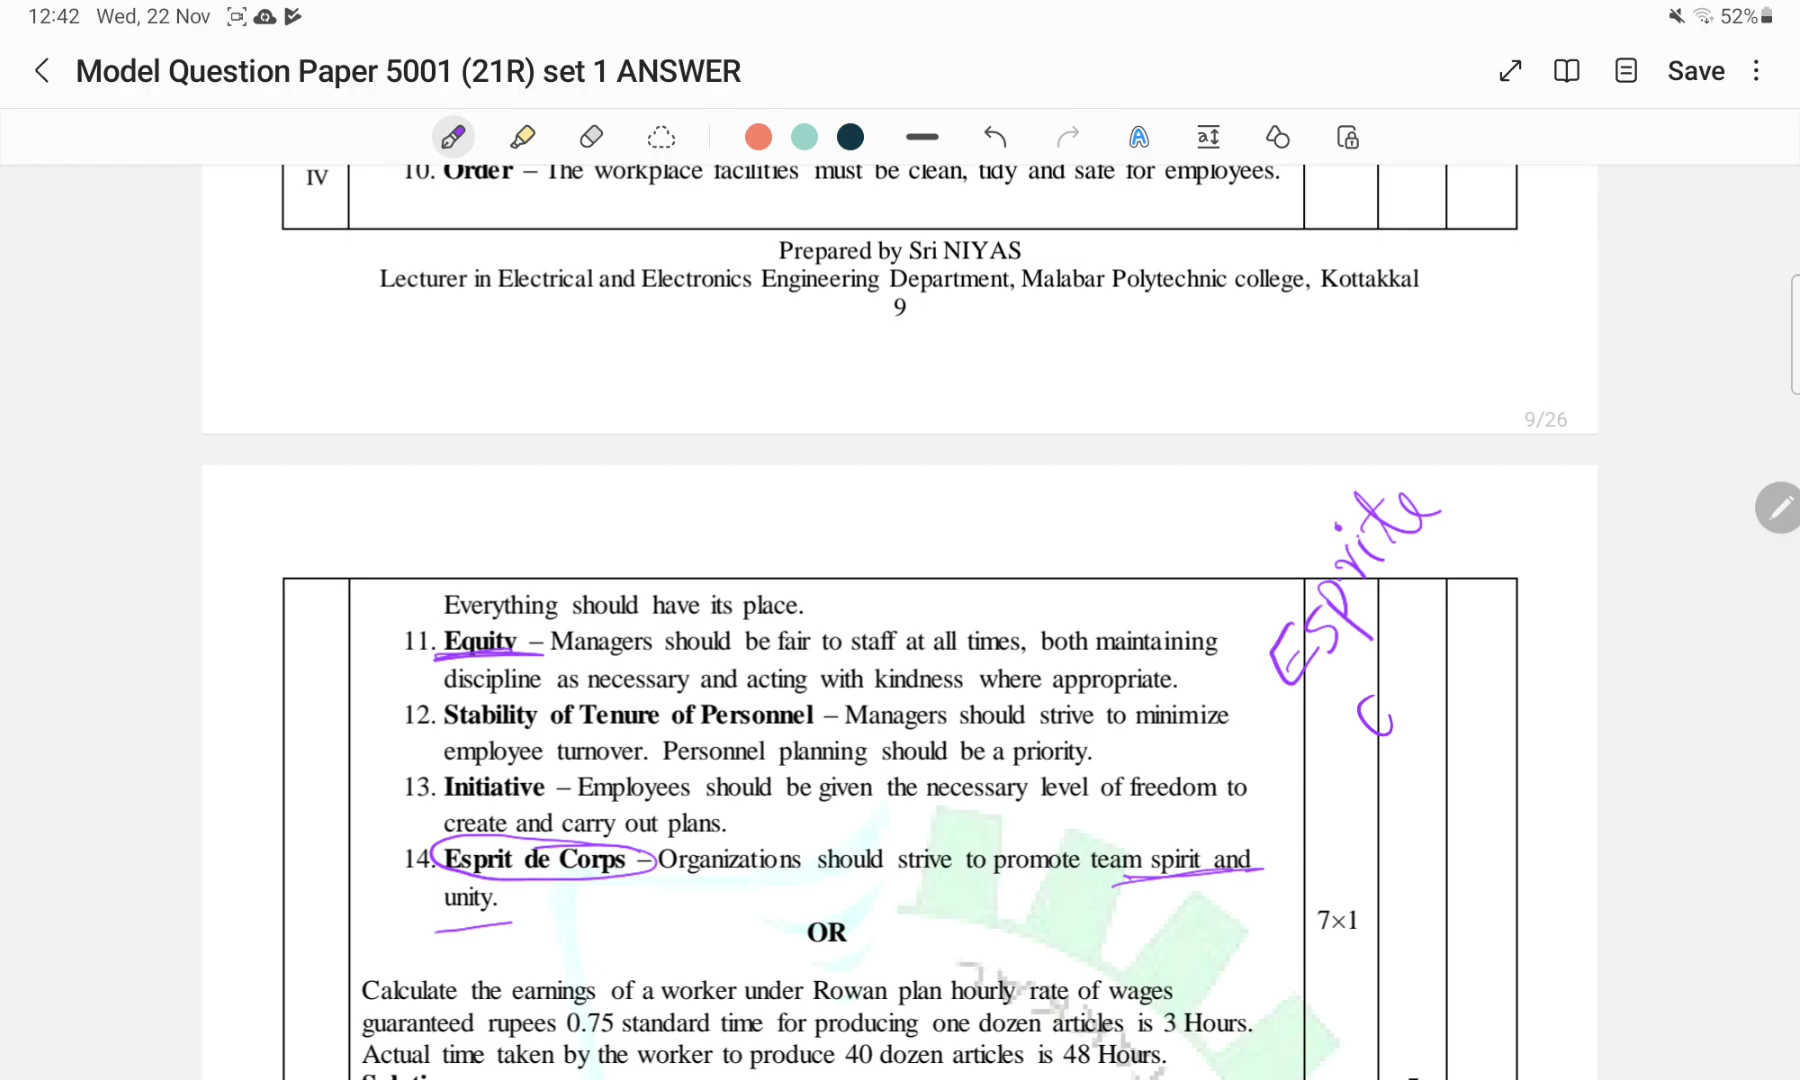 12:42 Wed, 22 Nov
52%
Model Question Paper 5001 (21R) set 1 ANSWER
Save
IV
10. Order – The workplace facilities must be clean, tidy and safe for employees.
Prepared by Sri NIYAS
Lecturer in Electrical and Electronics Engineering Department, Malabar Polytechnic college, Kottakkal
9
9/26
Esprite
C
Everything should have its place.
11. Equity – Managers should be fair to staff at all times, both maintaining
discipline as necessary and acting with kindness where appropriate.
12. Stability of Tenure of Personnel – Managers should strive to minimize
employee turnover. Personnel planning should be a priority.
13. Initiative – Employees should be given the necessary level of freedom to
create and carry out plans.
14. Esprit de Corps – Organizations should strive to promote team spirit and
unity.
7×1
OR
Calculate the earnings of a worker under Rowan plan hourly rate of wages
guaranteed rupees 0.75 standard time for producing one dozen articles is 3 Hours.
Actual time taken by the worker to produce 40 dozen articles is 48 Hours.